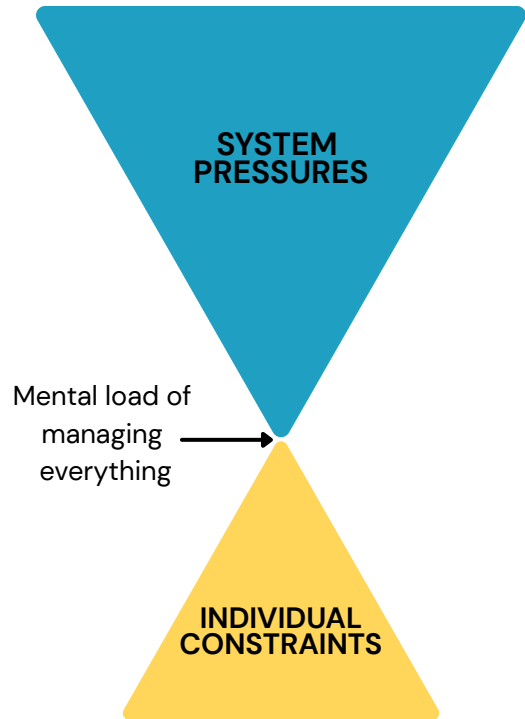 SYSTEM
PRESSURES
Mental load of
managing
everything
INDIVIDUAL
CONSTRAINTS